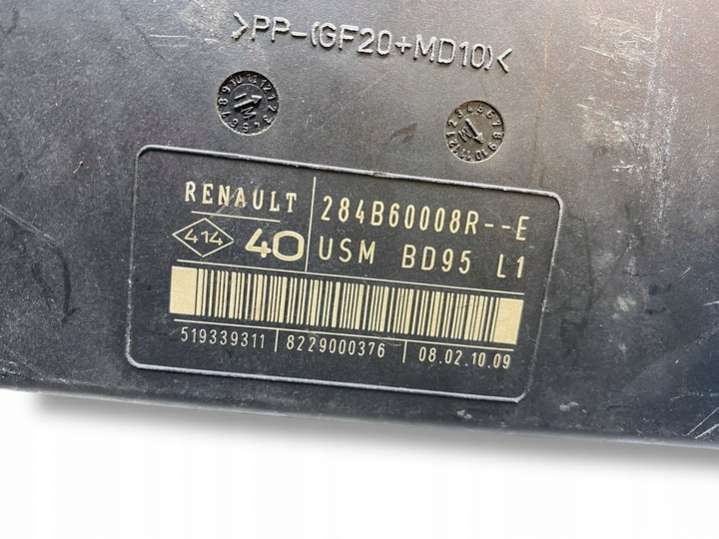 >PP-(GF20+MD10)<
RENAULT 284B60008R--E
414 40 USM BD95 L1
519339311 8229000376 08.02.10.09